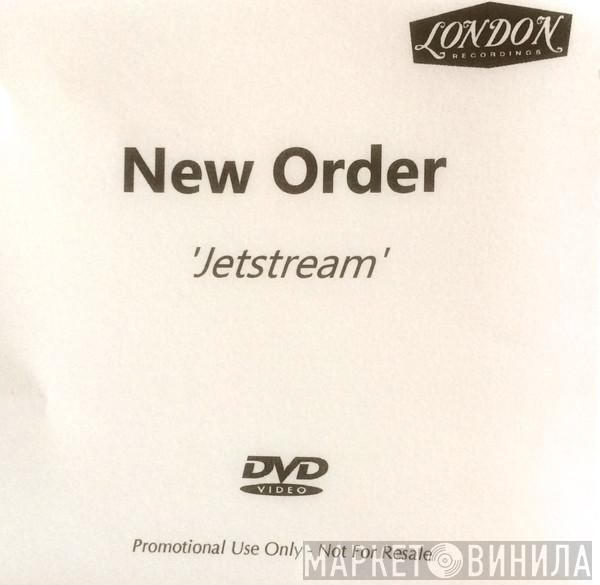 LONDON
RECORDINGS
New Order
'Jetstream'
DVD
VIDEO
Promotional Use Only - Not For Resale
МАРКЕТ ВИНИЛА